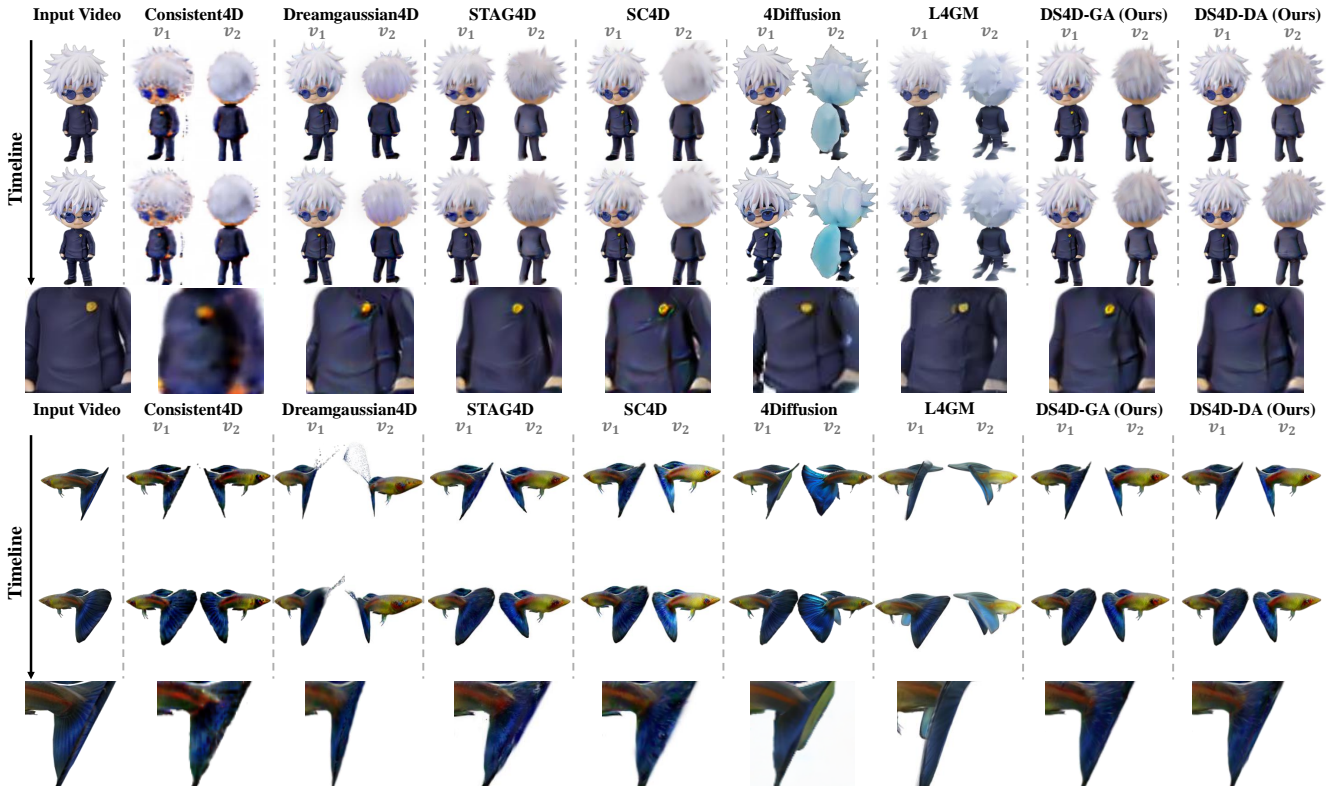 Input Video Consistent4D Dreamgaussian4D STAG4D SC4D 4Diffusion L4GM DS4D-GA (Ours) DS4D-DA (Ours)
v₁ v₂ v₁ v₂ v₁ v₂ v₁ v₂ v₁ v₂ v₁ v₂ v₁ v₂ v₁ v₂
Timeline
Input Video Consistent4D Dreamgaussian4D STAG4D SC4D 4Diffusion L4GM DS4D-GA (Ours) DS4D-DA (Ours)
v₁ v₂ v₁ v₂ v₁ v₂ v₁ v₂ v₁ v₂ v₁ v₂ v₁ v₂ v₁ v₂
Timeline